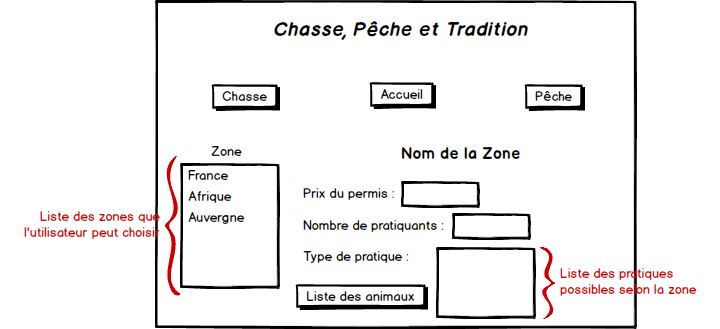 Chasse, Pêche et Tradition
Chasse
Accueil
Pêche
Zone
France
Afrique
Auvergne
Liste des zones que
l'utilisateur peut choisir
Nom de la Zone
Prix du permis :
Nombre de pratiquants :
Type de pratique :
Liste des animaux
Liste des pratiques
possibles selon la zone